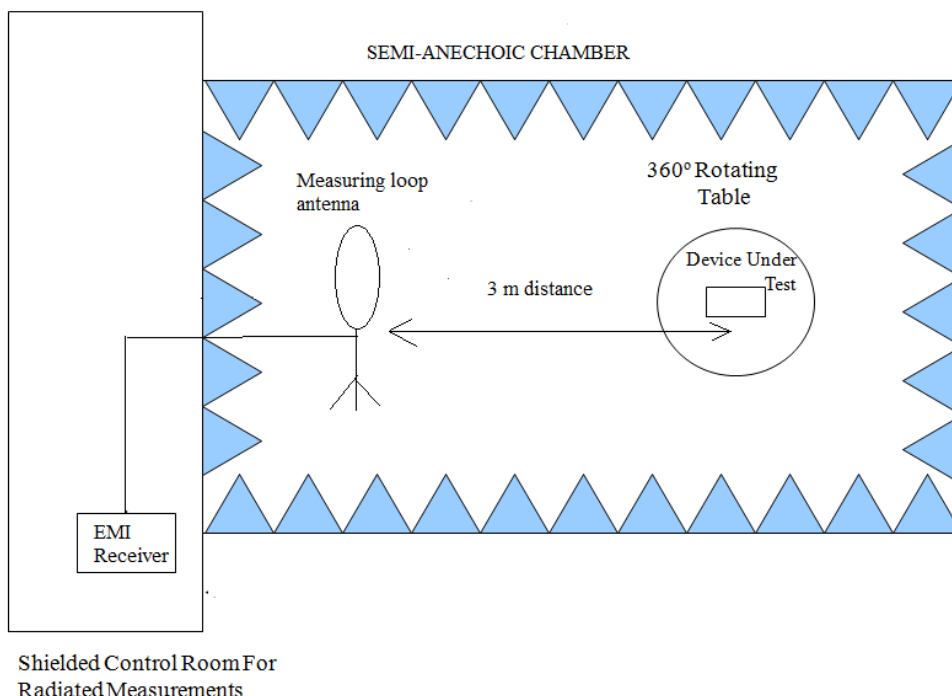 SEMI-ANECHOIC CHAMBER
Measuring loop
antenna
360º Rotating
Table
Device Under
Test
3 m distance
EMI
Receiver
Shielded Control Room For
Radiated Measurements